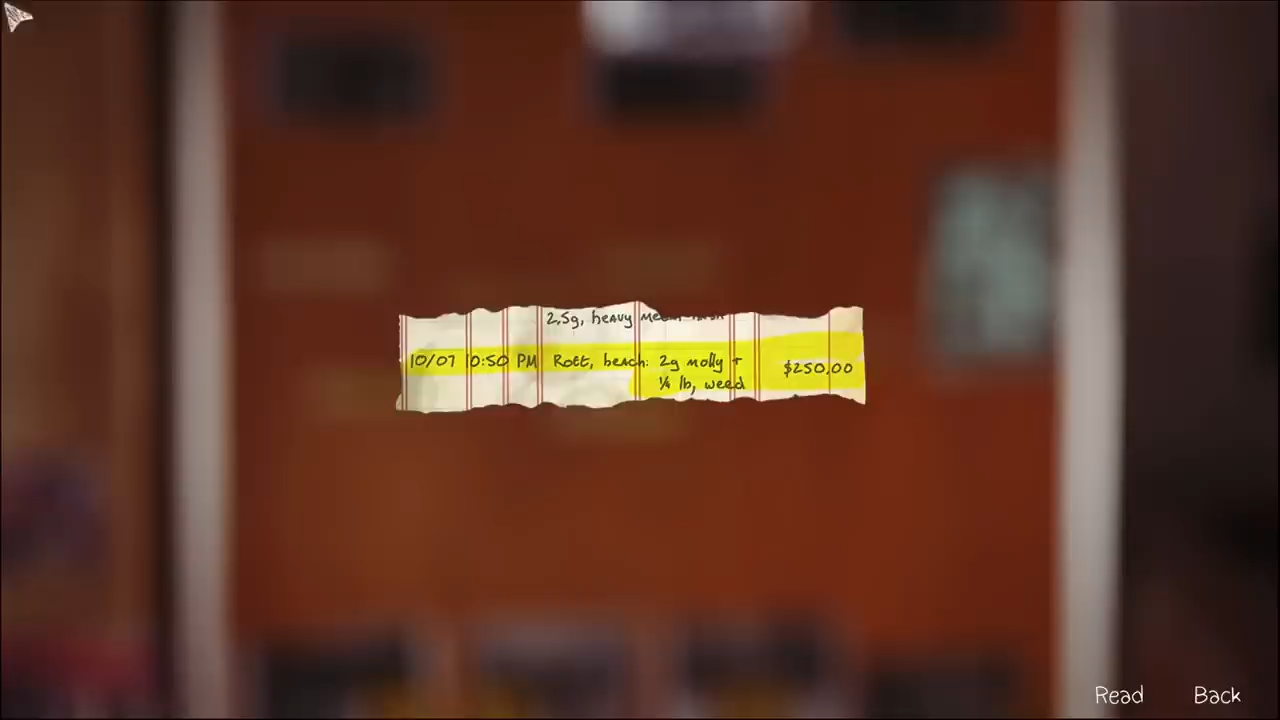 2.5g, heavy
10/07 10:50 PM Rott, beach: 2g molly + $250.00
1/4 lb, weed
Read Back